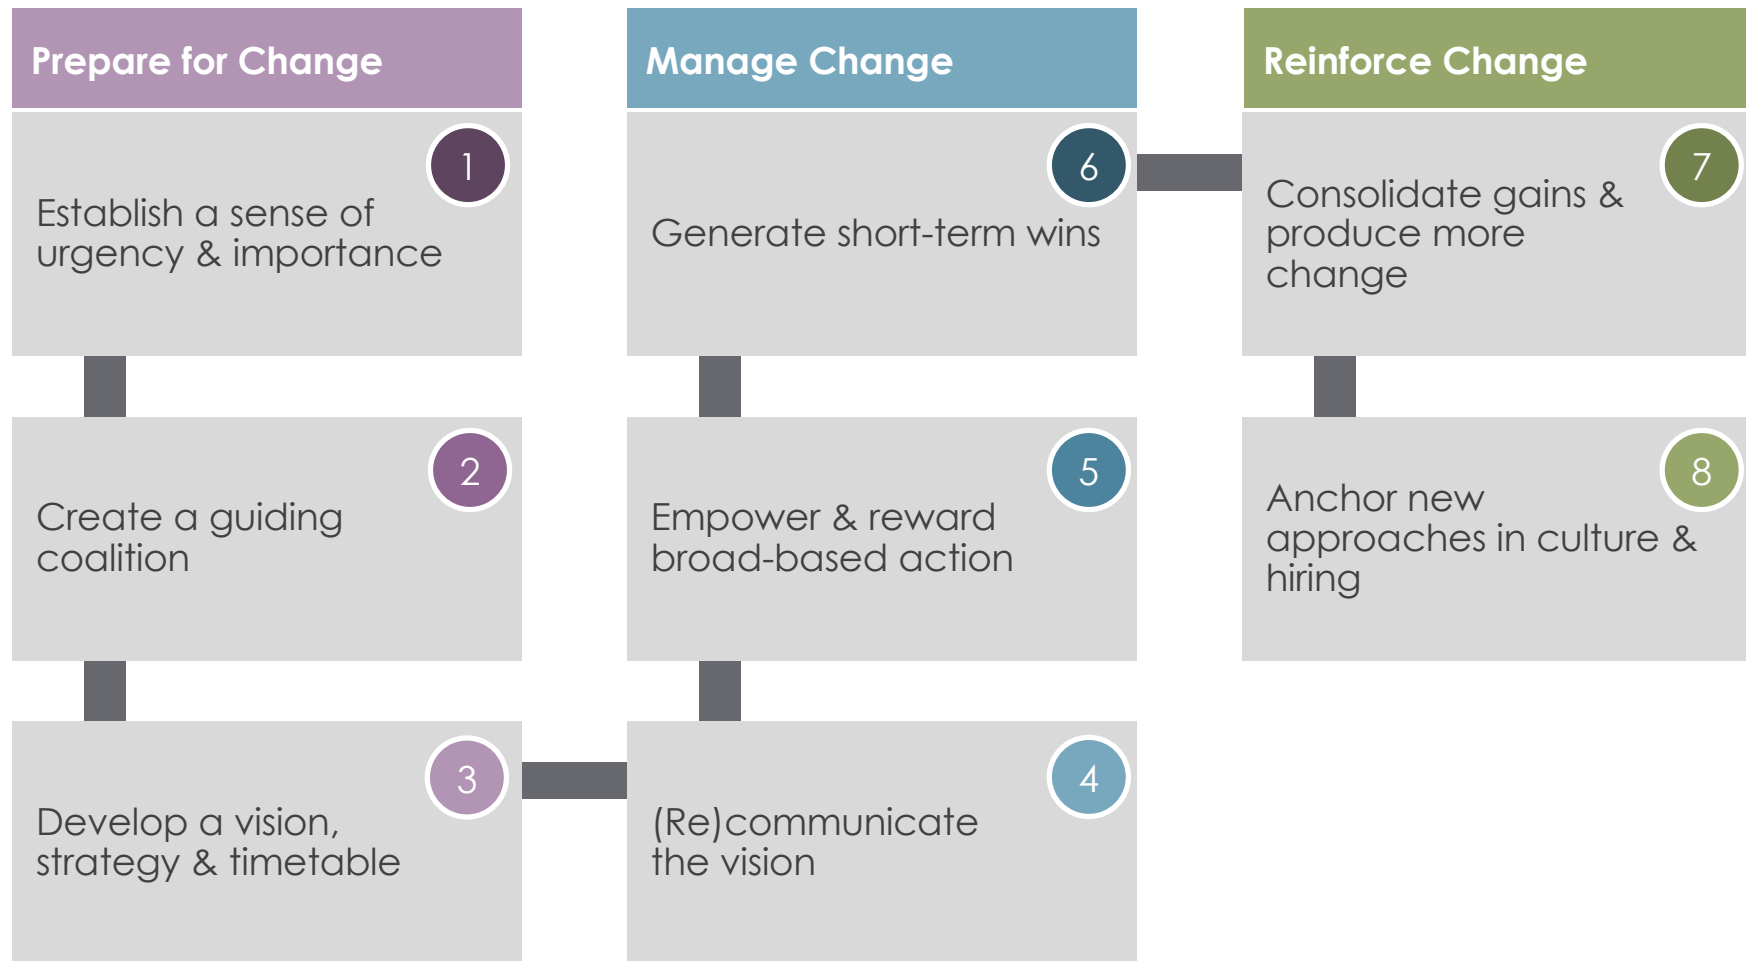 Prepare for Change
1
Establish a sense of
urgency & importance
2
Create a guiding
coalition
3
Develop a vision,
strategy & timetable
Manage Change
6
Generate short-term wins
5
Empower & reward
broad-based action
4
(Re)communicate
the vision
Reinforce Change
7
Consolidate gains &
produce more
change
8
Anchor new
approaches in culture &
hiring